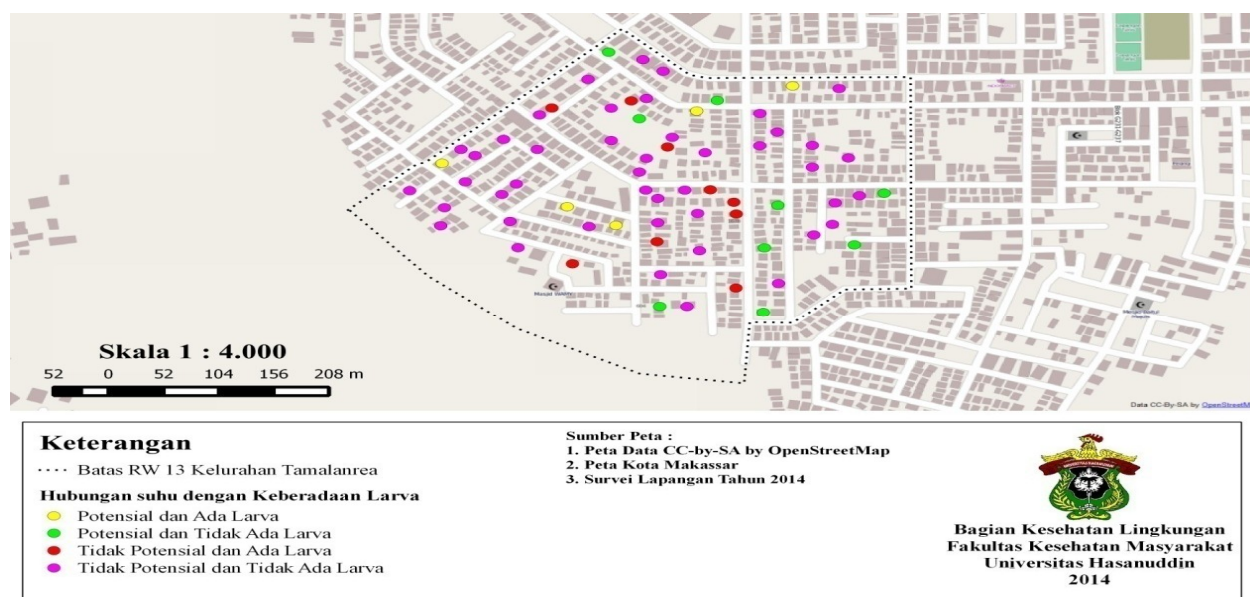 Masjid WAKIF
Skala 1 : 4.000
52 0 52 104 156 208 m
Data CC-By-SA by OpenStreetM
Keterangan
Batas RW 13 Kelurahan Tamalanrea
Hubungan suhu dengan Keberadaan Larva
Potensial dan Ada Larva
Potensial dan Tidak Ada Larva
Tidak Potensial dan Ada Larva
Tidak Potensial dan Tidak Ada Larva
Sumber Peta :
1. Peta Data CC-by-SA by OpenStreetMap
2. Peta Kota Makassar
3. Survei Lapangan Tahun 2014
Bagian Kesehatan Lingkungan
Fakultas Kesehatan Masyarakat
Universitas Hasanuddin
2014